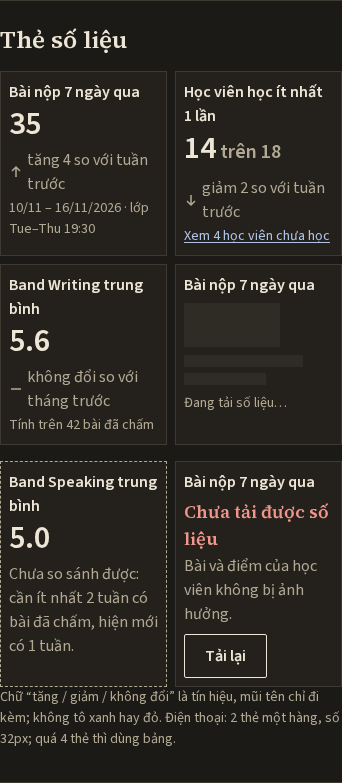 Thẻ số liệu
Bài nộp 7 ngày qua
35
↑ tăng 4 so với tuần
trước
10/11 – 16/11/2026 · lớp
Tue–Thu 19:30
Học viên học ít nhất
1 lần
14 trên 18
↓ giảm 2 so với tuần
trước
Xem 4 học viên chưa học
Band Writing trung
bình
5.6
— không đổi so với
tháng trước
Tính trên 42 bài đã chấm
Bài nộp 7 ngày qua
Đang tải số liệu…
Band Speaking trung
bình
5.0
Chưa so sánh được:
cần ít nhất 2 tuần có
bài đã chấm, hiện mới
có 1 tuần.
Bài nộp 7 ngày qua
Chưa tải được số
liệu
Bài và điểm của học
viên không bị ảnh
hưởng.
Tải lại
Chữ “tăng / giảm / không đổi” là tín hiệu, mũi tên chỉ đi
kèm; không tô xanh hay đỏ. Điện thoại: 2 thẻ một hàng, số
32px; quá 4 thẻ thì dùng bảng.